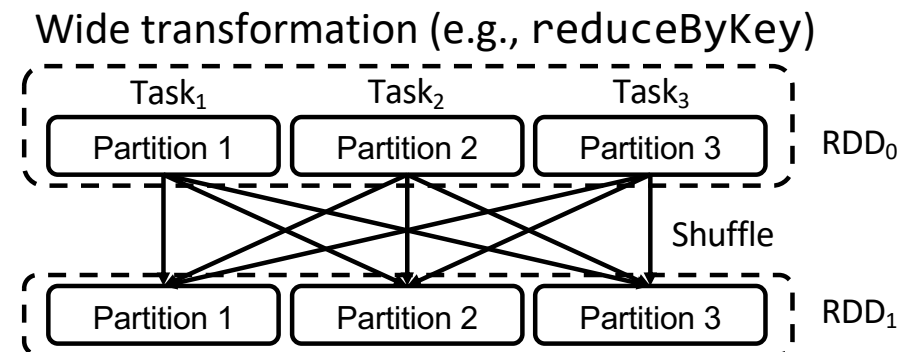 Wide transformation (e.g., reduceByKey)
Task₁ Task₂ Task₃
Partition 1 Partition 2 Partition 3 RDD₀
Shuffle
Partition 1 Partition 2 Partition 3 RDD₁